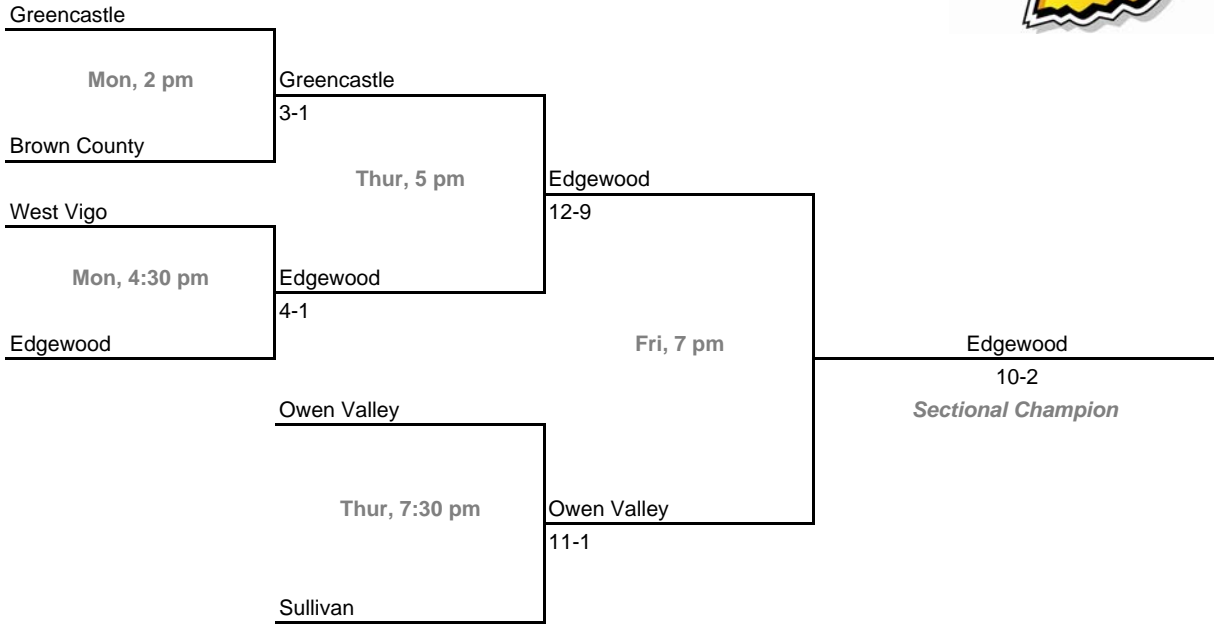 Greencastle
Mon, 2 pm
Greencastle
3-1
Brown County
Thur, 5 pm
Edgewood
12-9
West Vigo
Mon, 4:30 pm
Edgewood
4-1
Edgewood
Fri, 7 pm
Edgewood
10-2
Sectional Champion
Owen Valley
Thur, 7:30 pm
Owen Valley
11-1
Sullivan